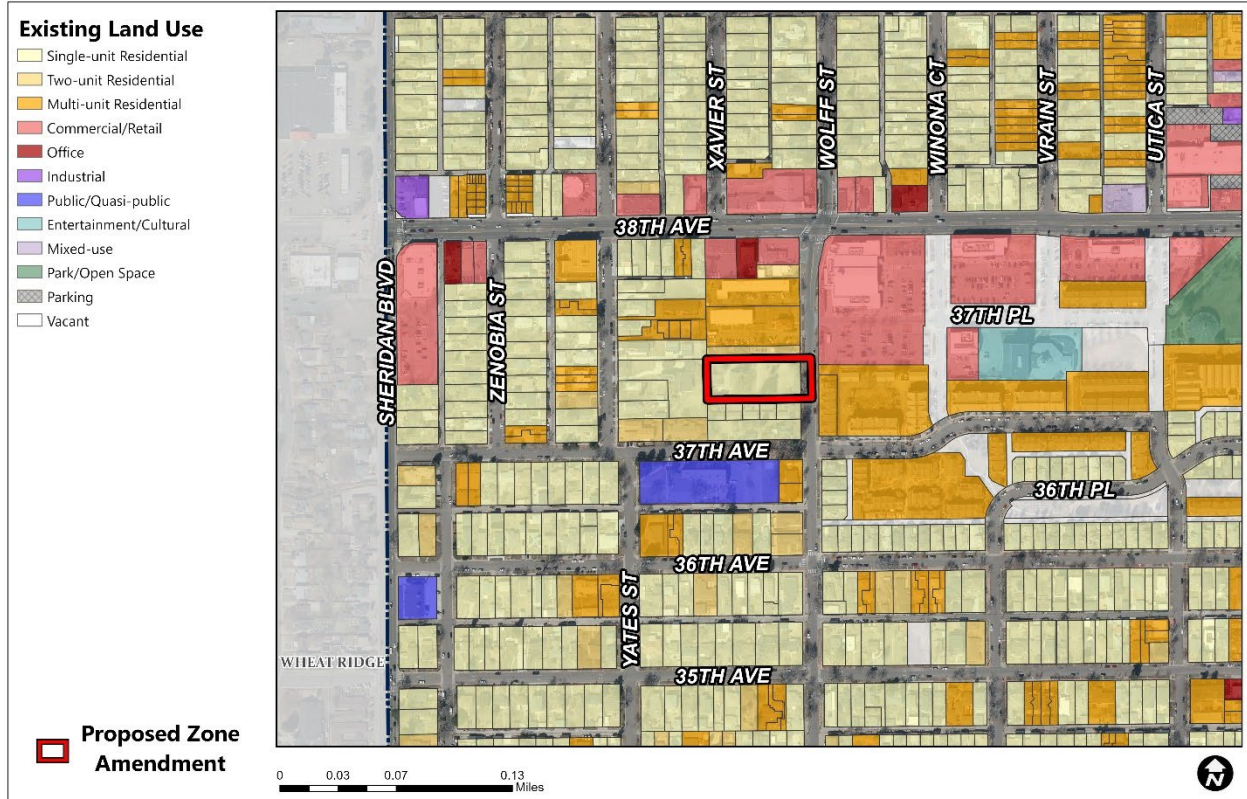 Existing Land Use
Single-unit Residential
Two-unit Residential
Multi-unit Residential
Commercial/Retail
Office
Industrial
Public/Quasi-public
Entertainment/Cultural
Mixed-use
Park/Open Space
Parking
Vacant
XAVIER ST
WOLFF ST
WINONA CT
VRAIN ST
UTICA ST
38TH AVE
SHERIDAN BLVD
ZENOBIA ST
37TH PL
37TH AVE
36TH PL
36TH AVE
YATES ST
WHEAT RIDGE
35TH AVE
Proposed Zone
Amendment
0 0.03 0.07 0.13
Miles
N